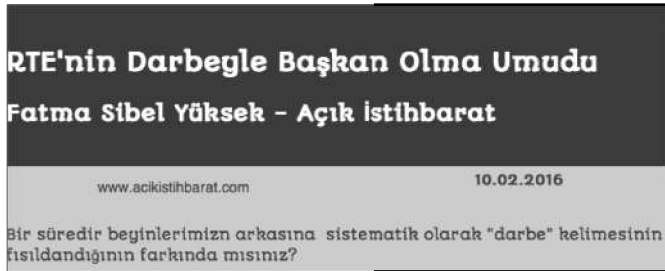 RTE'nin Darbeyle Başkan Olma Umudu
Fatma Sibel Yüksek - Açık İstihbarat
www.acikistihbarat.com 10.02.2016
Bir süredir beyinlerimizn arkasına sistematik olarak "darbe" kelimesinin
fısıldandığının farkında mısınız?